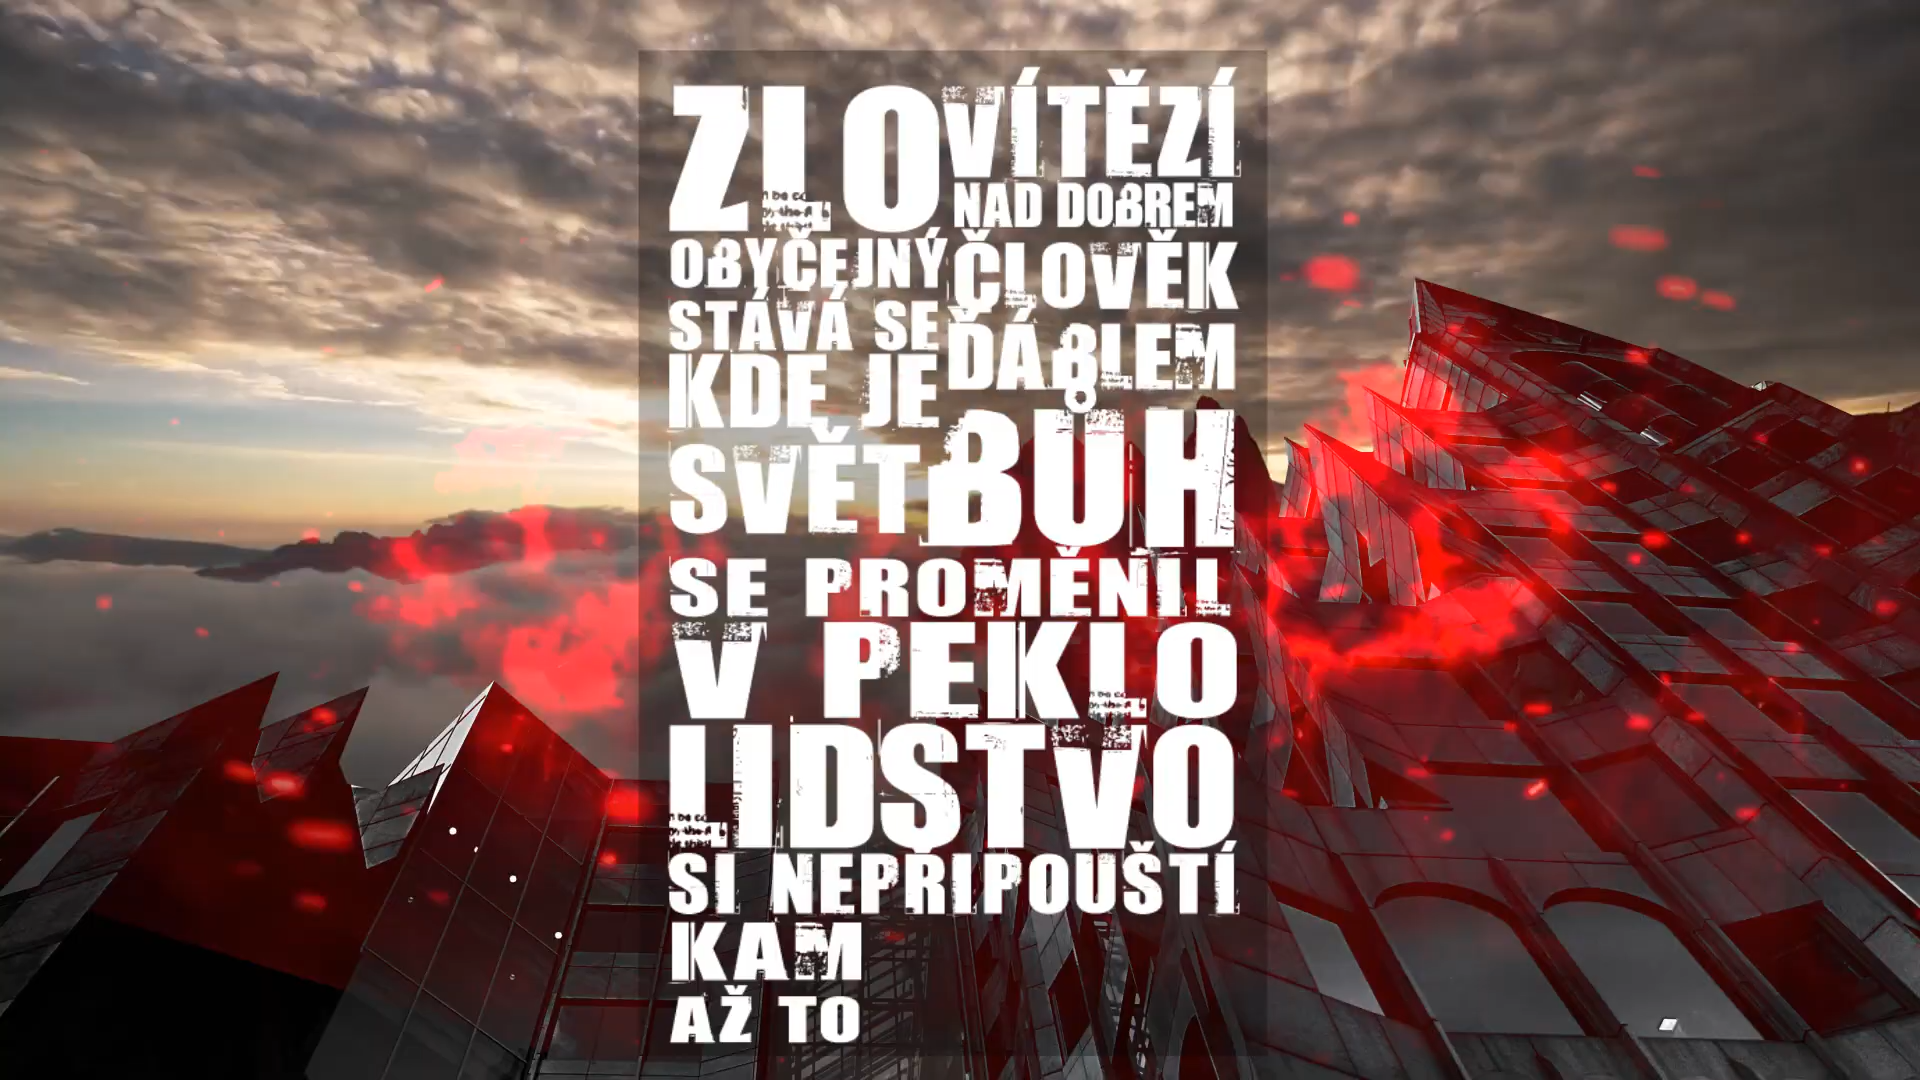 ZLO VÍTĚZÍ
NAD DOBREM
OBYČEJNÝ ČLOVĚK
STÁVÁ SE ĎÁBLEM
KDE JE BŮH
SVĚT
SE PROMĚNIL
V PEKLO
LIDSTVO
SI NEPŘIPOUŠTÍ
KAM
AŽ TO